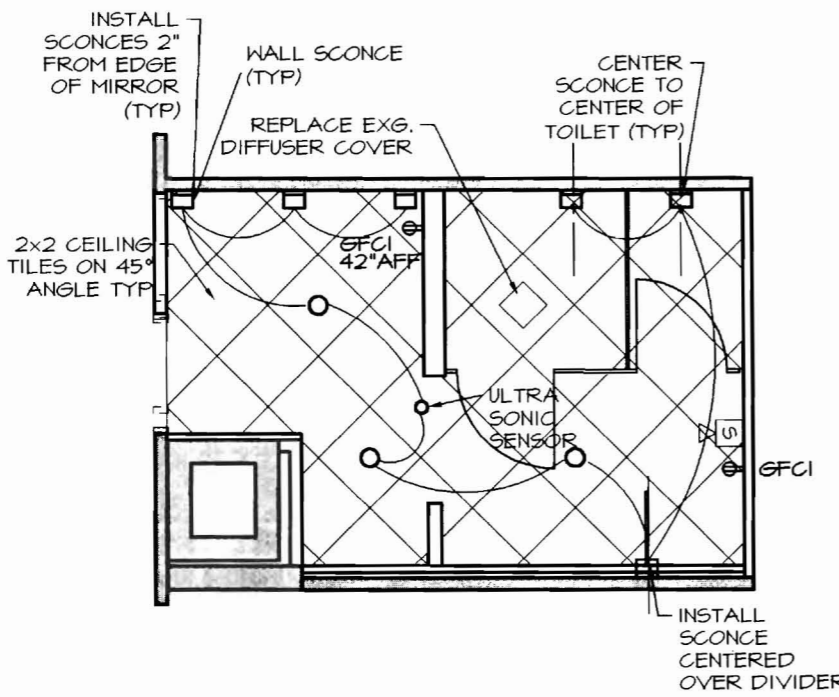 INSTALL
SCONCES 2"
FROM EDGE
OF MIRROR
(TYP)
WALL SCONCE
(TYP)
REPLACE EXG.
DIFFUSER COVER
CENTER
SCONCE TO
CENTER OF
TOILET (TYP)
2x2 CEILING
TILES ON 45°
ANGLE TYP
GFCI
42"AFF
ULTRA
SONIC
SENSOR
S
GFCI
INSTALL
SCONCE
CENTERED
OVER DIVIDER